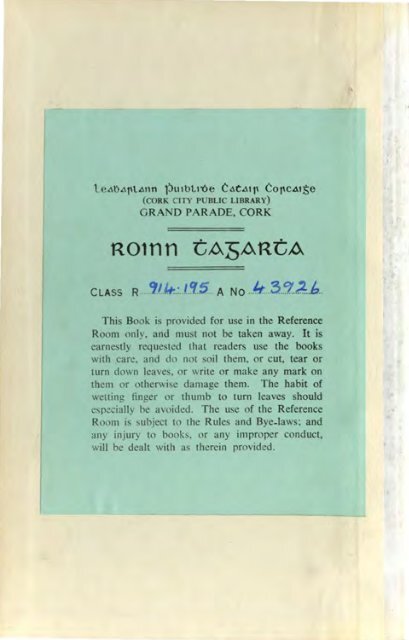 Leabaplann Ṗuiblióe Ċaṫaiṗ Copcaiġe
(CORK CITY PUBLIC LIBRARY)
GRAND PARADE, CORK
ROINN ṪAGARṪA
CLASS R 914.195 A No 43926
This Book is provided for use in the Reference
Room only, and must not be taken away. It is
earnestly requested that readers use the books
with care, and do not soil them, or cut, tear or
turn down leaves, or write or make any mark on
them or otherwise damage them. The habit of
wetting finger or thumb to turn leaves should
especially be avoided. The use of the Reference
Room is subject to the Rules and Bye-laws; and
any injury to books, or any improper conduct,
will be dealt with as therein provided.